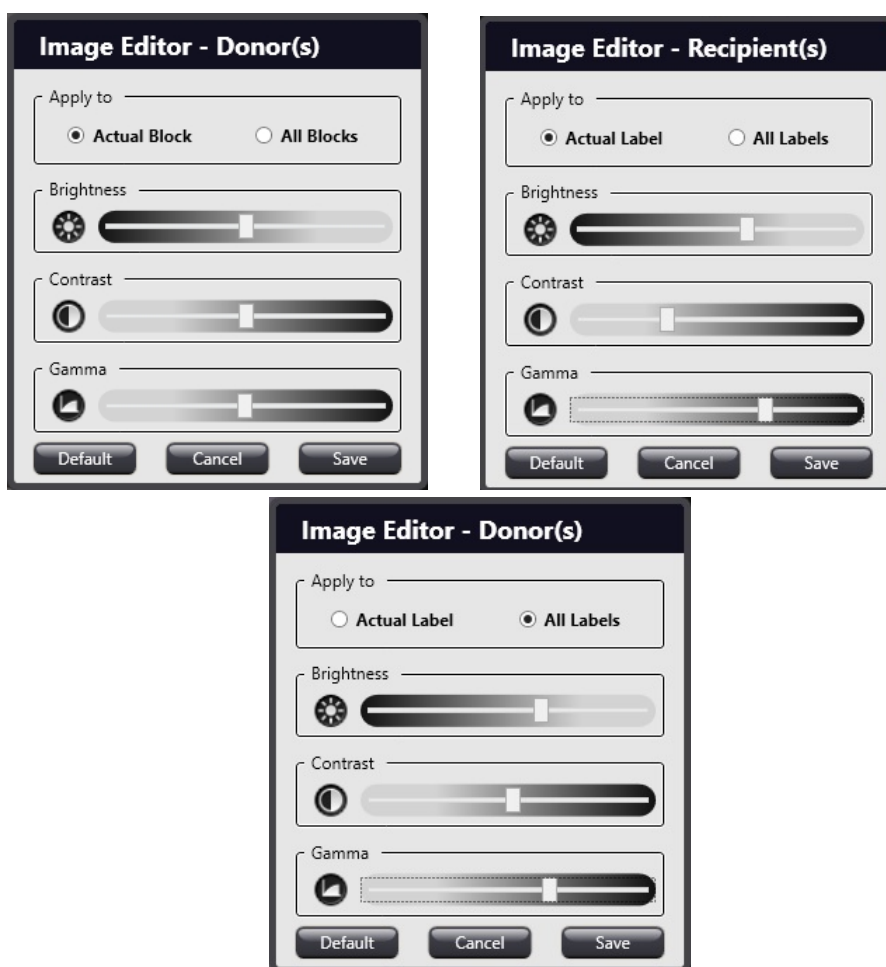 Image Editor - Donor(s)
Apply to
Actual Block All Blocks
Brightness
Contrast
Gamma
Default Cancel Save
Image Editor - Recipient(s)
Apply to
Actual Label All Labels
Brightness
Contrast
Gamma
Default Cancel Save
Image Editor - Donor(s)
Apply to
Actual Label All Labels
Brightness
Contrast
Gamma
Default Cancel Save